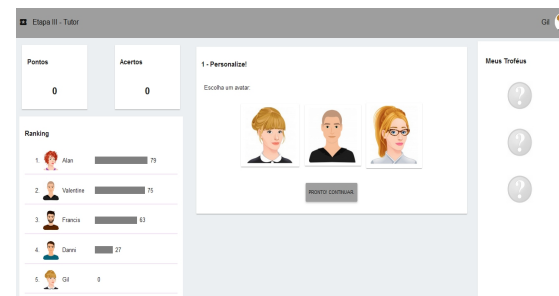 Etapa III - Tutor
Gil
Pontos
0
Acertos
0
Ranking
1. Alan 79
2. Valentine 75
3. Francis 63
4. Danni 27
5. Gil 0
1 - Personalize!
Escolha um avatar:
PRONTO! CONTINUAR
Meus Troféus
?
?
?